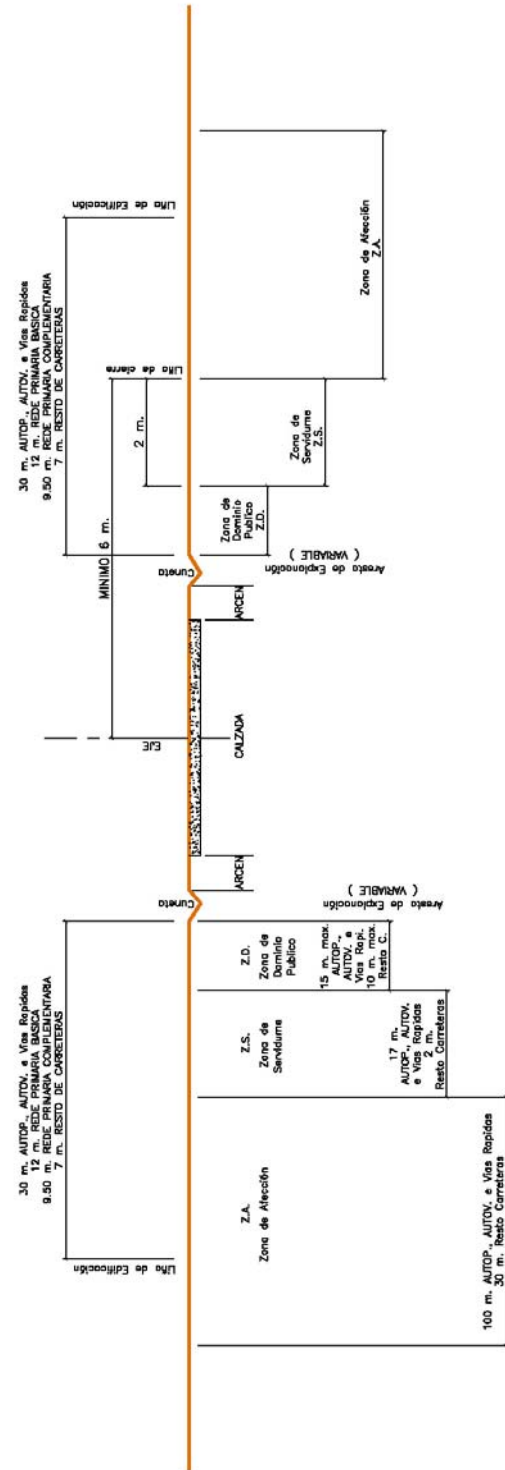 30 m. AUTOP., AUTOV. e Vias Rapidas
12 m. REDE PRIMARIA BASICA
9.50 m. REDE PRIMARIA COMPLEMENTARIA
7 m. RESTO DE CARRETERAS
Liña de Edificación
Cuneta
Z.A.
Zona de Afección
100 m. AUTOP., AUTOV. e Vias Rapidas
30 m. Resto Carreteras
Z.S.
Zona de
Servidume
17 m.
AUTOP., AUTOV.
e Vias Rapidas
2 m.
Resto Carreteras
Z.D.
Zona de
Dominio
Publico
15 m. max.
AUTOP.,
AUTOV. e
Vias Rapi.
10 m. max.
Resto C.
Aresta de Explanación
( VARIABLE )
ARCEN
EJE
CALZADA
ARCEN
30 m. AUTOP., AUTOV. e Vias Rapidas
12 m. REDE PRIMARIA BASICA
9.50 m. REDE PRIMARIA COMPLEMENTARIA
7 m. RESTO DE CARRETERAS
MINIMO 6 m.
2 m.
Liña de cierre
Liña de Edificación
Cuneta
Aresta de Explanación
( VARIABLE )
Zona de
Dominio
Publico
Z.D.
Zona de
Servidume
Z.S.
Zona de Afección
Z.A.